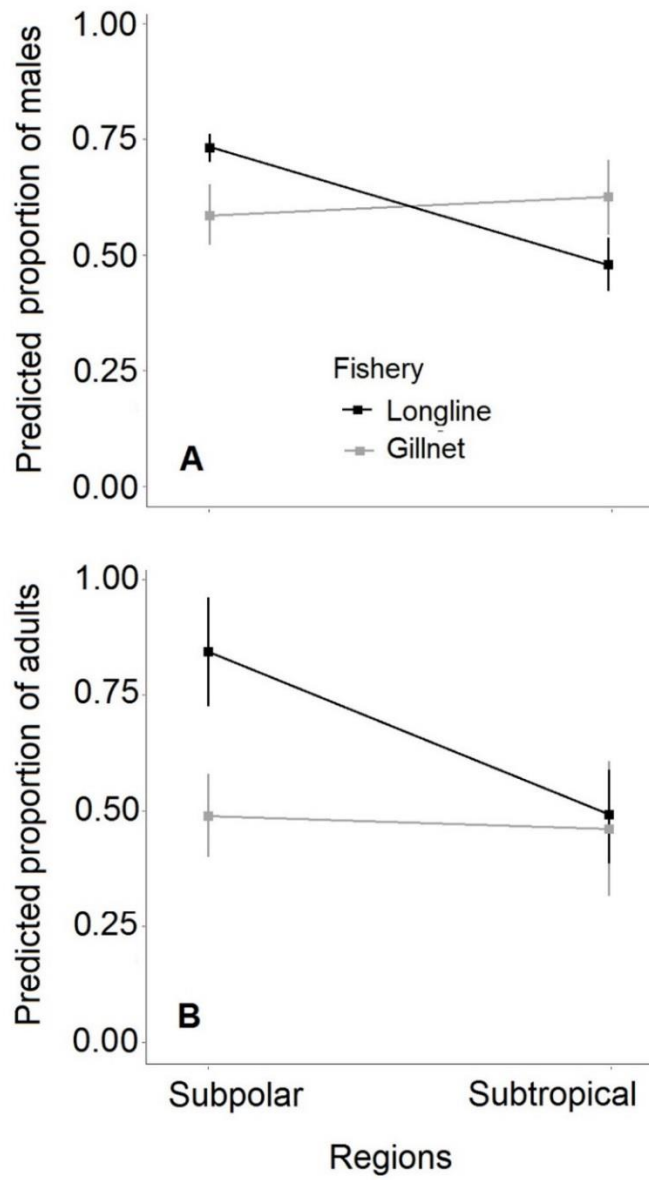 Predicted proportion of males
1.00
0.75
0.50
0.25
0.00
Fishery
Longline
Gillnet
A
Predicted proportion of adults
1.00
0.75
0.50
0.25
0.00
B
Subpolar
Subtropical
Regions